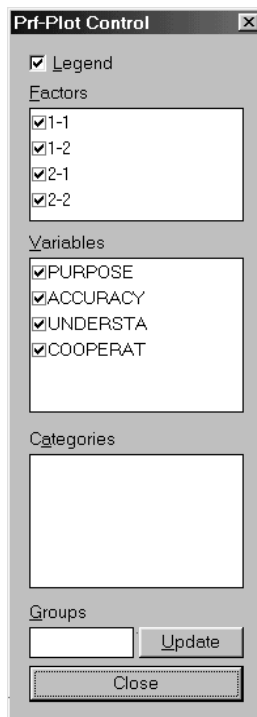 Prf-Plot Control
Legend
Factors
1-1
1-2
2-1
2-2
Variables
PURPOSE
ACCURACY
UNDERSTA
COOPERAT
Categories
Groups
Update
Close